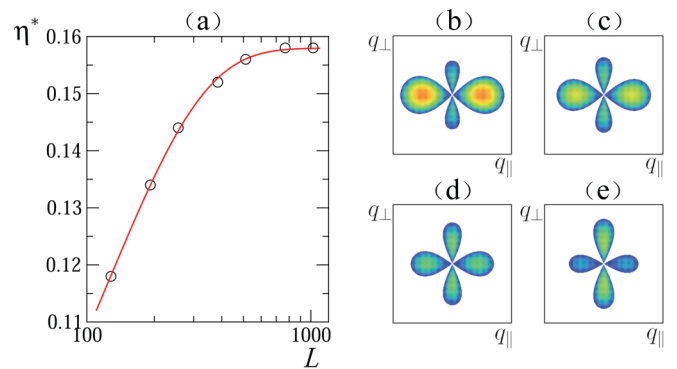 (a)
η*
0.16
0.15
0.14
0.13
0.12
0.11
100
1000
L
(b)
q⊥
q∥
(c)
q⊥
q∥
(d)
q⊥
q∥
(e)
q⊥
q∥